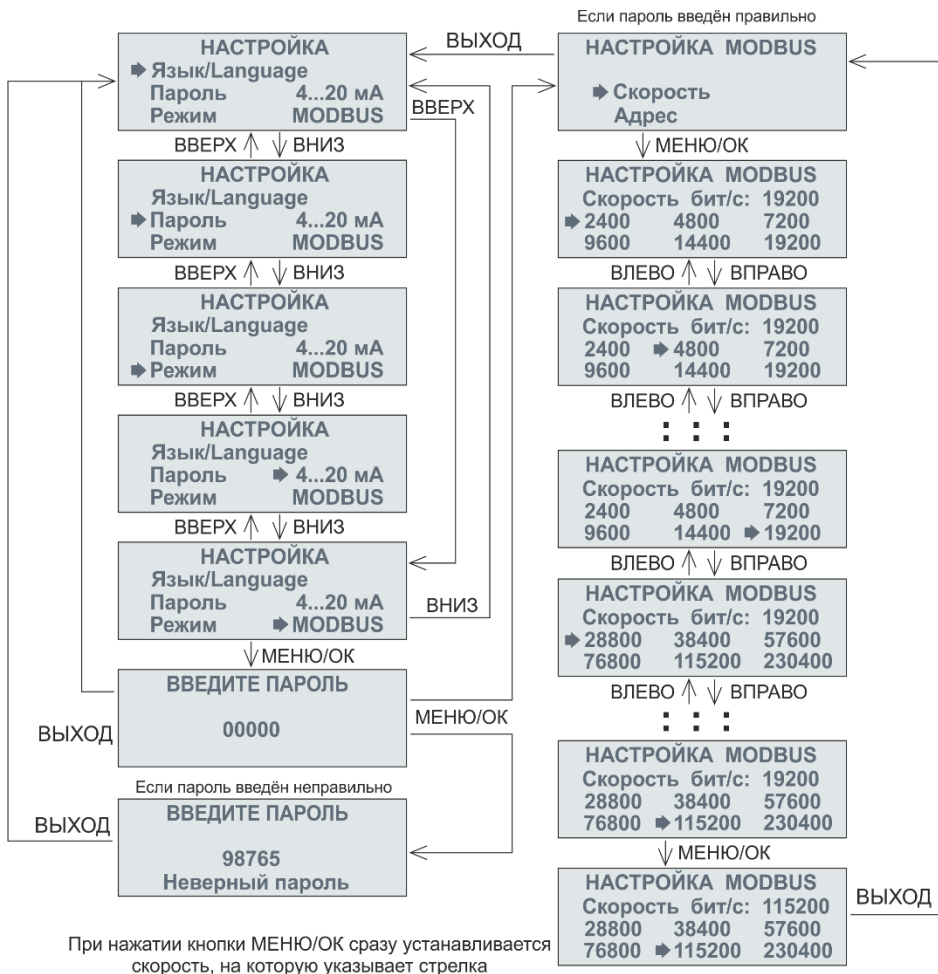 НАСТРОЙКА
Язык/Language
Пароль 4...20 мА
Режим MODBUS
ВВЕРХ ВНИЗ
НАСТРОЙКА
Язык/Language
Пароль 4...20 мА
Режим MODBUS
ВВЕРХ ВНИЗ
НАСТРОЙКА
Язык/Language
Пароль 4...20 мА
Режим MODBUS
ВВЕРХ ВНИЗ
НАСТРОЙКА
Язык/Language
Пароль 4...20 мА
Режим MODBUS
ВВЕРХ ВНИЗ
НАСТРОЙКА
Язык/Language
Пароль 4...20 мА
Режим MODBUS
ВВЕРХ
ВНИЗ
МЕНЮ/ОК
ВВЕДИТЕ ПАРОЛЬ
00000
ВЫХОД
МЕНЮ/ОК
Если пароль введён неправильно
ВВЕДИТЕ ПАРОЛЬ
98765
Неверный пароль
ВЫХОД
При нажатии кнопки МЕНЮ/ОК сразу устанавливается
скорость, на которую указывает стрелка
Если пароль введён правильно
ВЫХОД
НАСТРОЙКА MODBUS
Скорость
Адрес
МЕНЮ/ОК
НАСТРОЙКА MODBUS
Скорость бит/с: 19200
2400 4800 7200
9600 14400 19200
ВЛЕВО ВПРАВО
НАСТРОЙКА MODBUS
Скорость бит/с: 19200
2400 4800 7200
9600 14400 19200
ВЛЕВО ВПРАВО
: : :
НАСТРОЙКА MODBUS
Скорость бит/с: 19200
2400 4800 7200
9600 14400 19200
ВЛЕВО ВПРАВО
НАСТРОЙКА MODBUS
Скорость бит/с: 19200
28800 38400 57600
76800 115200 230400
ВЛЕВО ВПРАВО
: : :
НАСТРОЙКА MODBUS
Скорость бит/с: 19200
28800 38400 57600
76800 115200 230400
МЕНЮ/ОК
НАСТРОЙКА MODBUS
Скорость бит/с: 115200
28800 38400 57600
76800 115200 230400
ВЫХОД